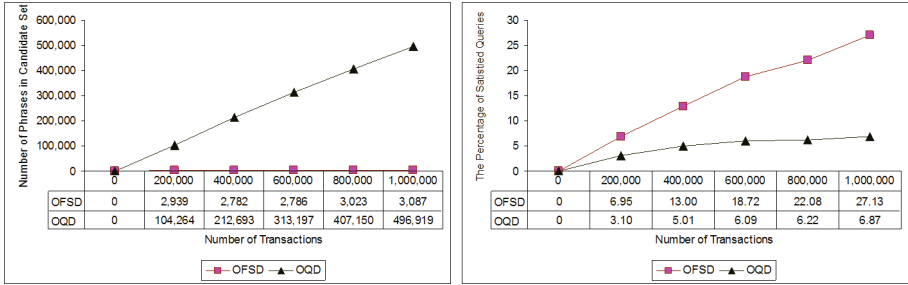 Number of Phrases in Candidate Set
600,000
500,000
400,000
300,000
200,000
100,000
0
0 200,000 400,000 600,000 800,000 1,000,000
OFSD 0 2,939 2,782 2,786 3,023 3,087
OQD 0 104,264 212,693 313,197 407,150 496,919
Number of Transactions
OFSD OQD
The Percentage of Satistied Queries
30
25
20
15
10
5
0
0 200,000 400,000 600,000 800,000 1,000,000
OFSD 0 6.95 13.00 18.72 22.08 27.13
OQD 0 3.10 5.01 6.09 6.22 6.87
Number of Transactions
OFSD OQD